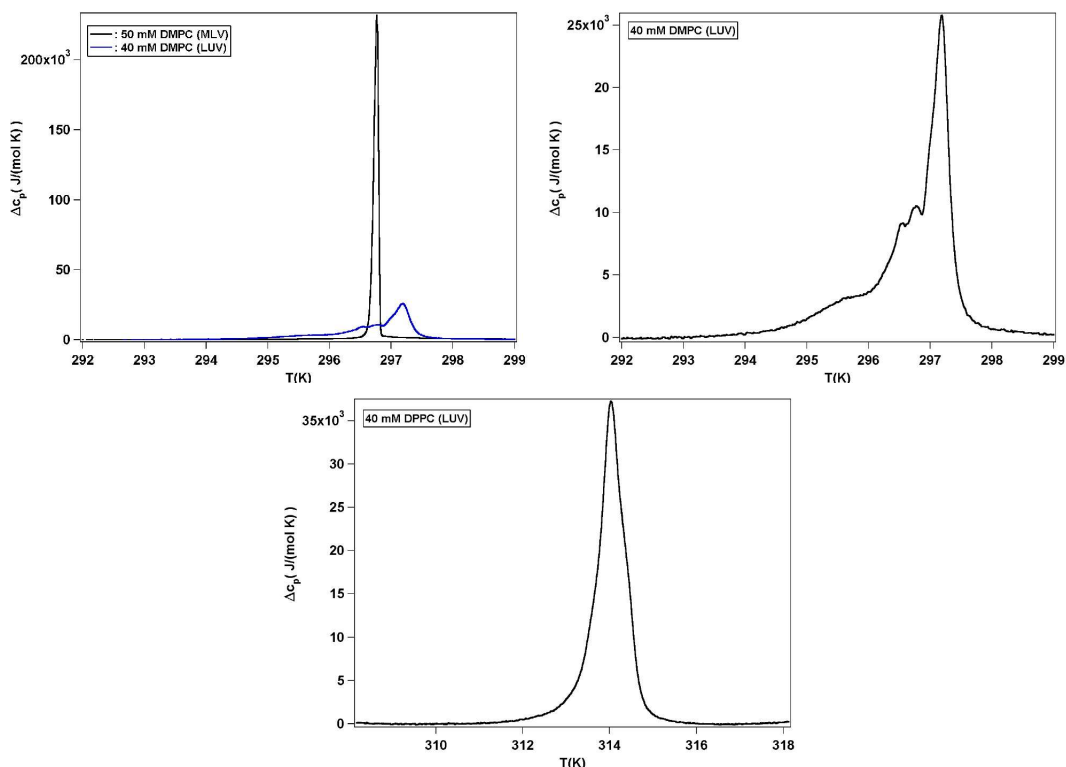 : 50 mM DMPC (MLV)
: 40 mM DMPC (LUV)
200x10³
150
100
50
0
Δcₚ( J/(mol K) )
292 293 294 295 296 297 298 299
T(K)
40 mM DMPC (LUV)
25x10³
20
15
10
5
0
Δcₚ( J/(mol K) )
292 293 294 295 296 297 298 299
T(K)
40 mM DPPC (LUV)
35x10³
30
25
20
15
10
5
0
Δcₚ( J/(mol K) )
310 312 314 316 318
T(K)